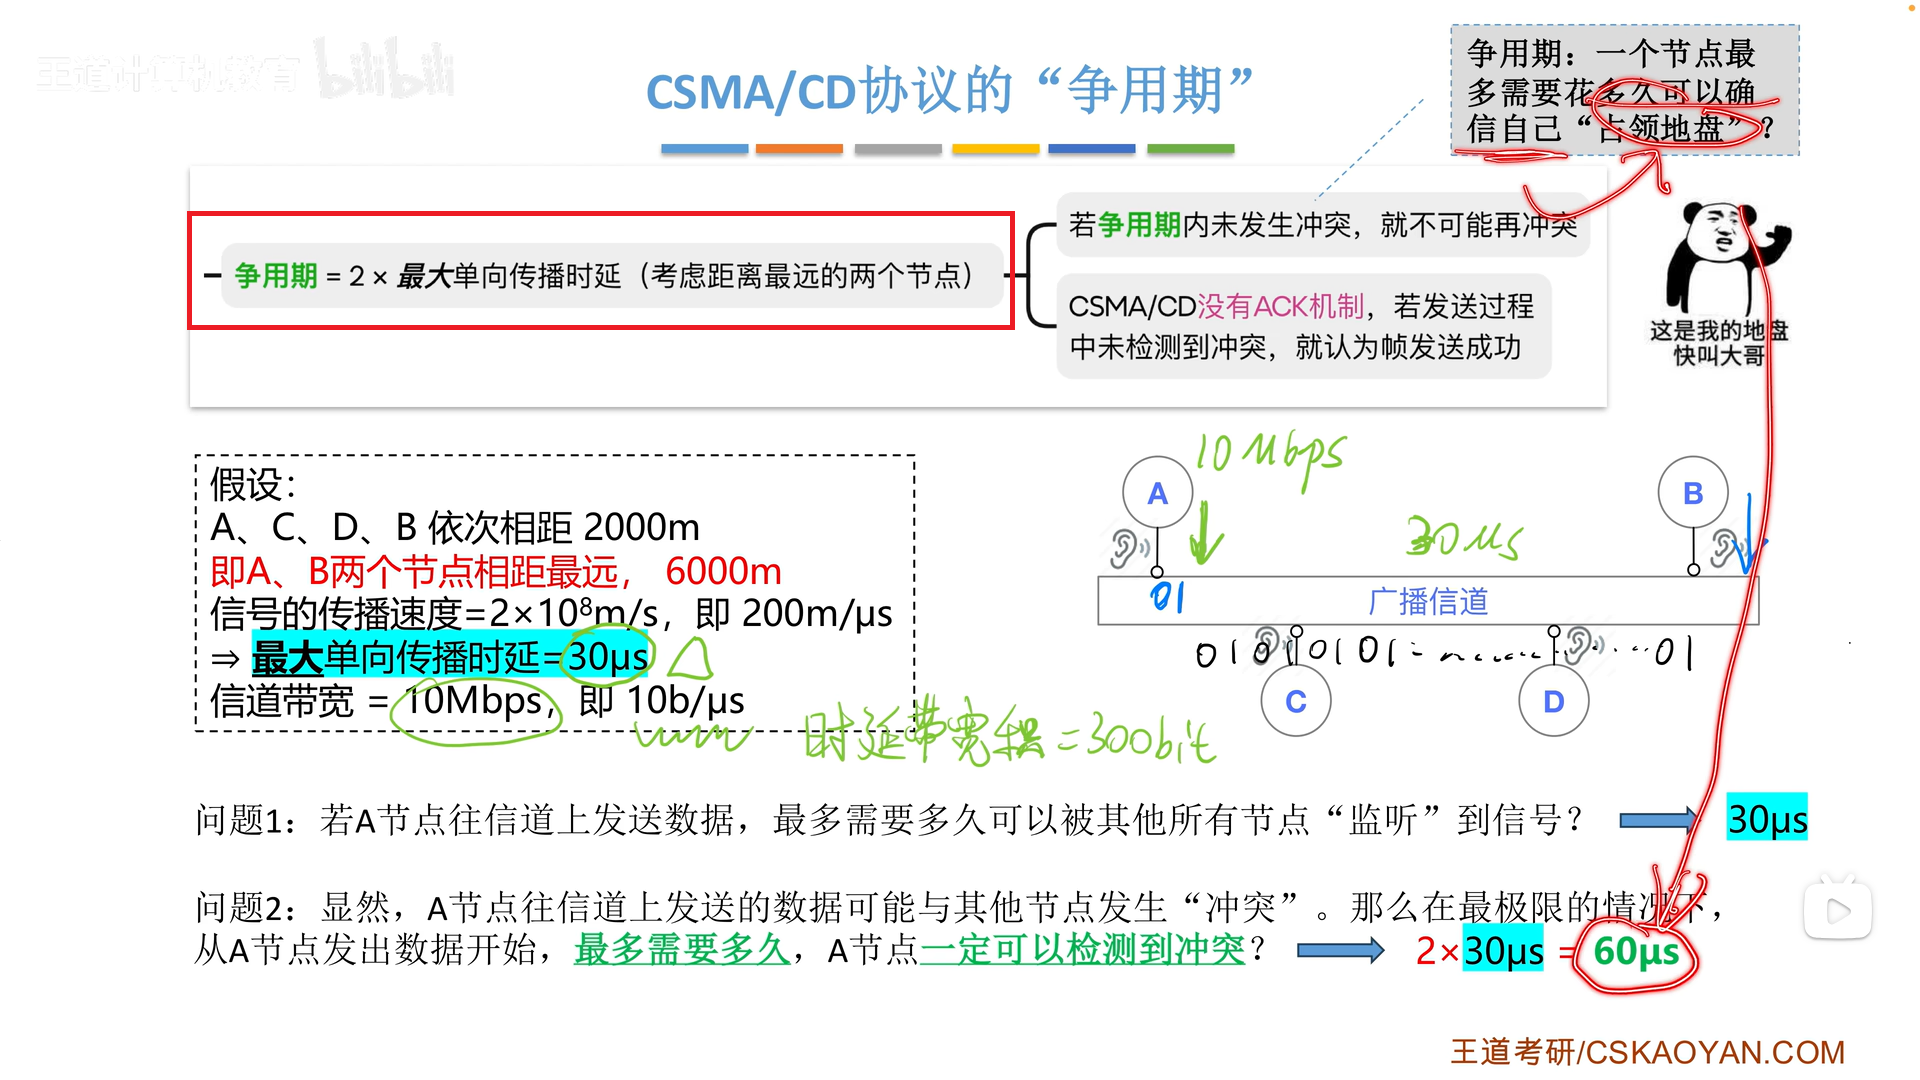 王道计算机教育 bilibili
CSMA/CD协议的“争用期”
争用期：一个节点最
多需要花多久可以确
信自己“占领地盘”？
争用期 = 2 × 最大单向传播时延（考虑距离最远的两个节点）
若争用期内未发生冲突，就不可能再冲突
CSMA/CD没有ACK机制，若发送过程
中未检测到冲突，就认为帧发送成功
这是我的地盘
快叫大哥
假设：
A、C、D、B 依次相距 2000m
即A、B两个节点相距最远， 6000m
信号的传播速度=2×10⁸m/s，即 200m/μs
⇒ 最大单向传播时延=30μs
信道带宽 = 10Mbps，即 10b/μs
时延带宽积=300bit
10Mbps
A
B
30μs
01
广播信道
01010101 01
C
D
问题1：若A节点往信道上发送数据，最多需要多久可以被其他所有节点“监听”到信号？
30μs
问题2：显然，A节点往信道上发送的数据可能与其他节点发生“冲突”。那么在最极限的情况下，
从A节点发出数据开始，最多需要多久，A节点一定可以检测到冲突？
2×30μs = 60μs
王道考研/CSKAOYAN.COM